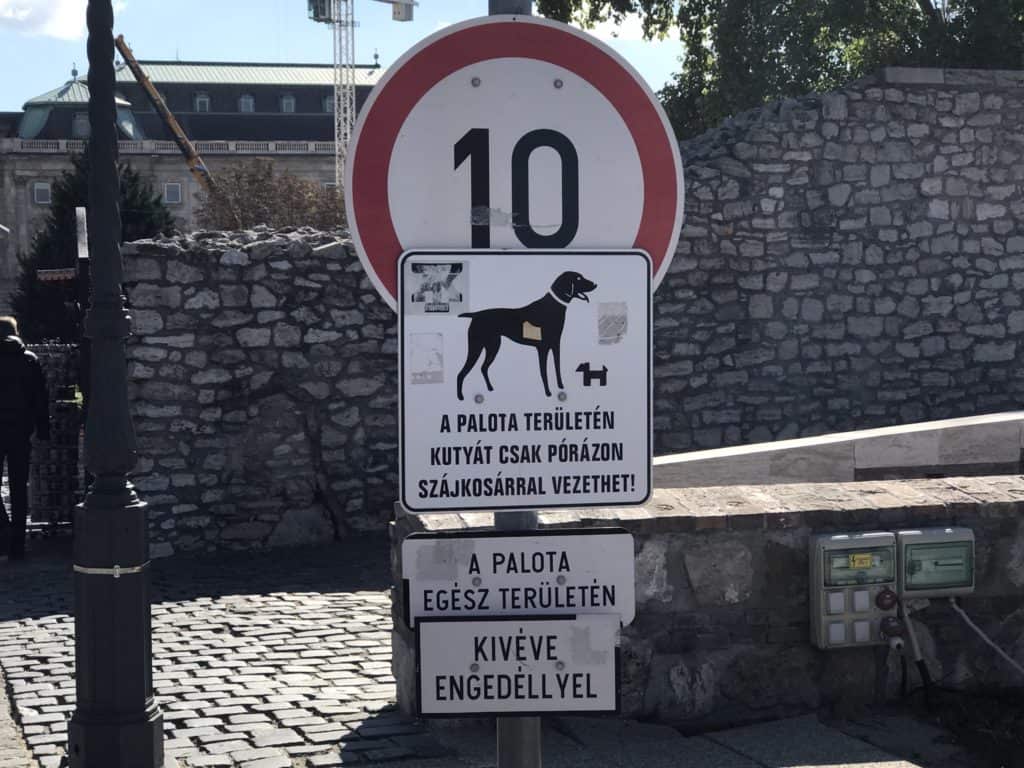 10
A PALOTA TERÜLETÉN
KUTYÁT CSAK PÓRÁZON
SZÁJKOSÁRRAL VEZETHET!
A PALOTA
EGÉSZ TERÜLETÉN
KIVÉVE
ENGEDÉLLYEL